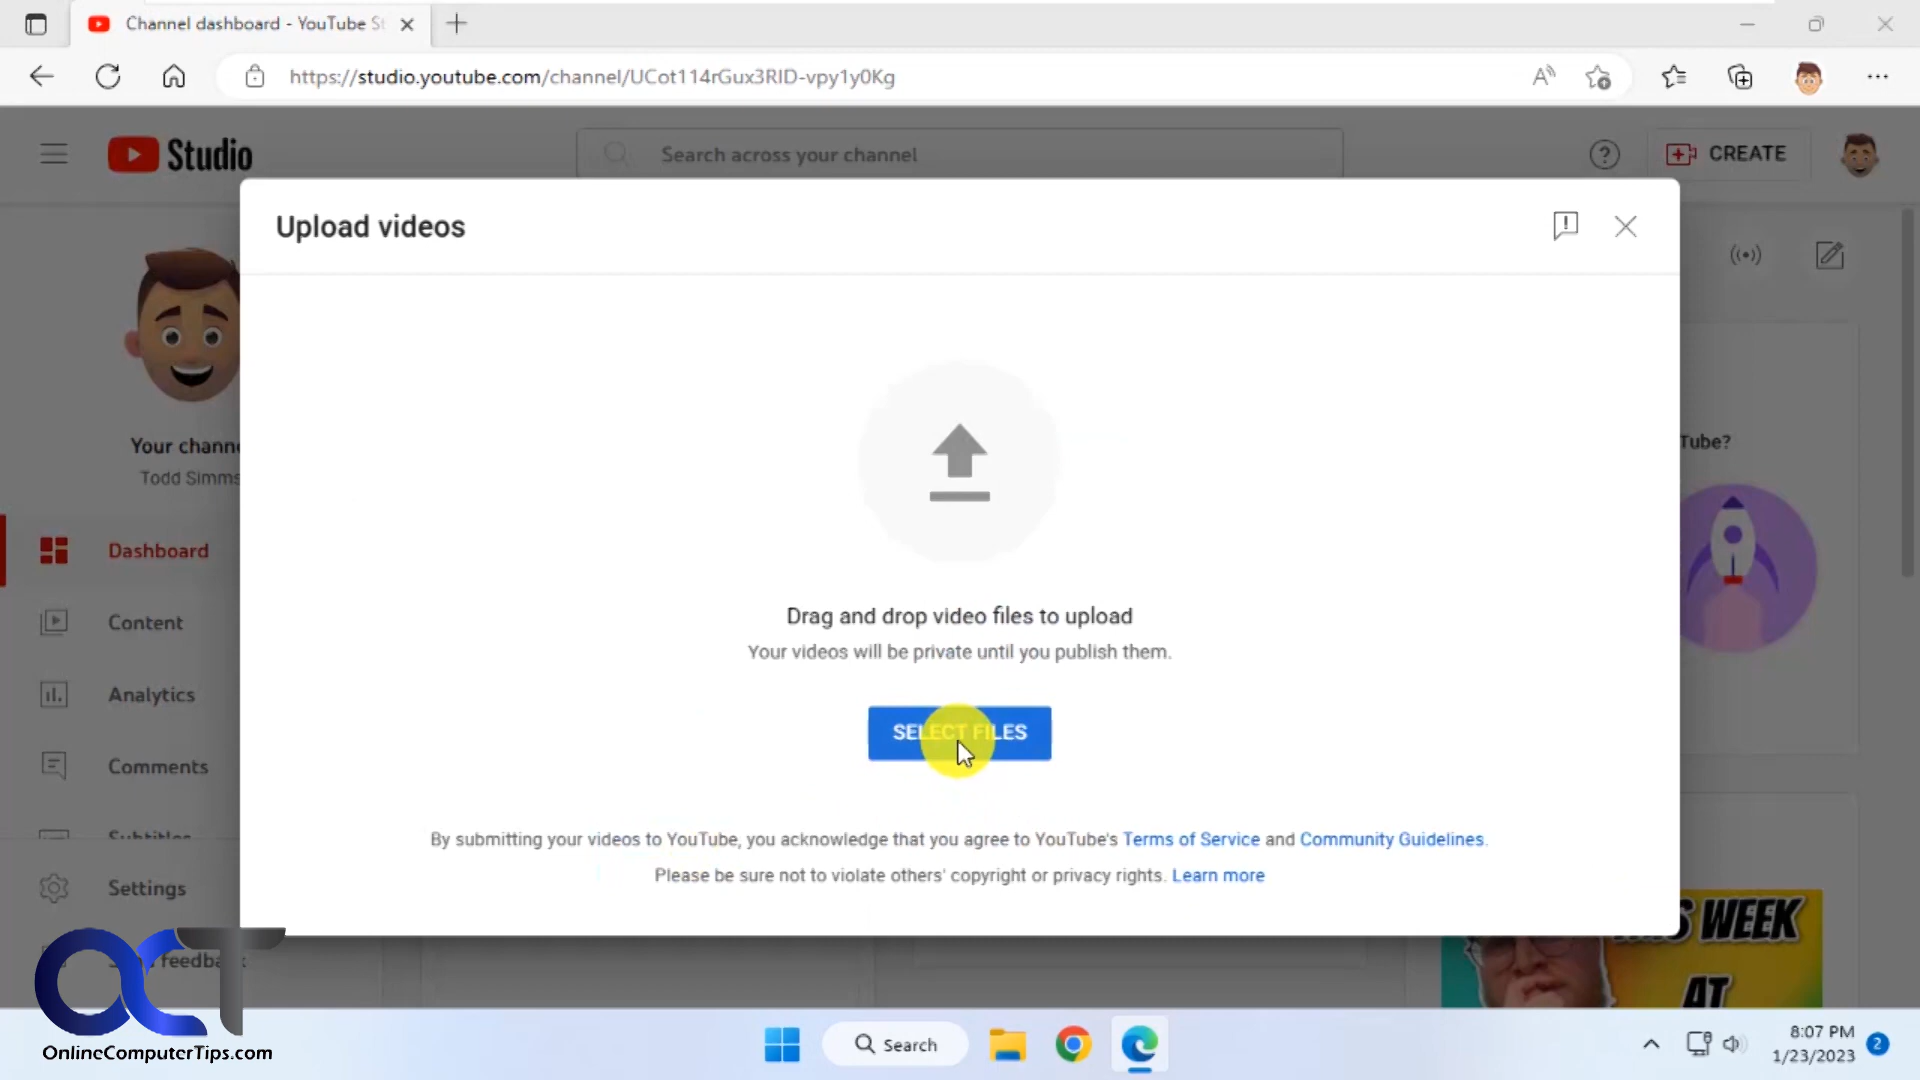 Channel dashboard - YouTube St
https://studio.youtube.com/channel/UCot114rGux3RID-vpy1y0Kg
Studio
Search across your channel
CREATE
Upload videos
Your channe
Todd Simms
Tube?
Dashboard
Content
Analytics
Comments
Subtitles
Settings
feedback
Drag and drop video files to upload
Your videos will be private until you publish them.
SELECT FILES
By submitting your videos to YouTube, you acknowledge that you agree to YouTube's Terms of Service and Community Guidelines.
Please be sure not to violate others' copyright or privacy rights. Learn more
S WEEK
AT
OCT
OnlineComputerTips.com
Search
8:07 PM
1/23/2023
2